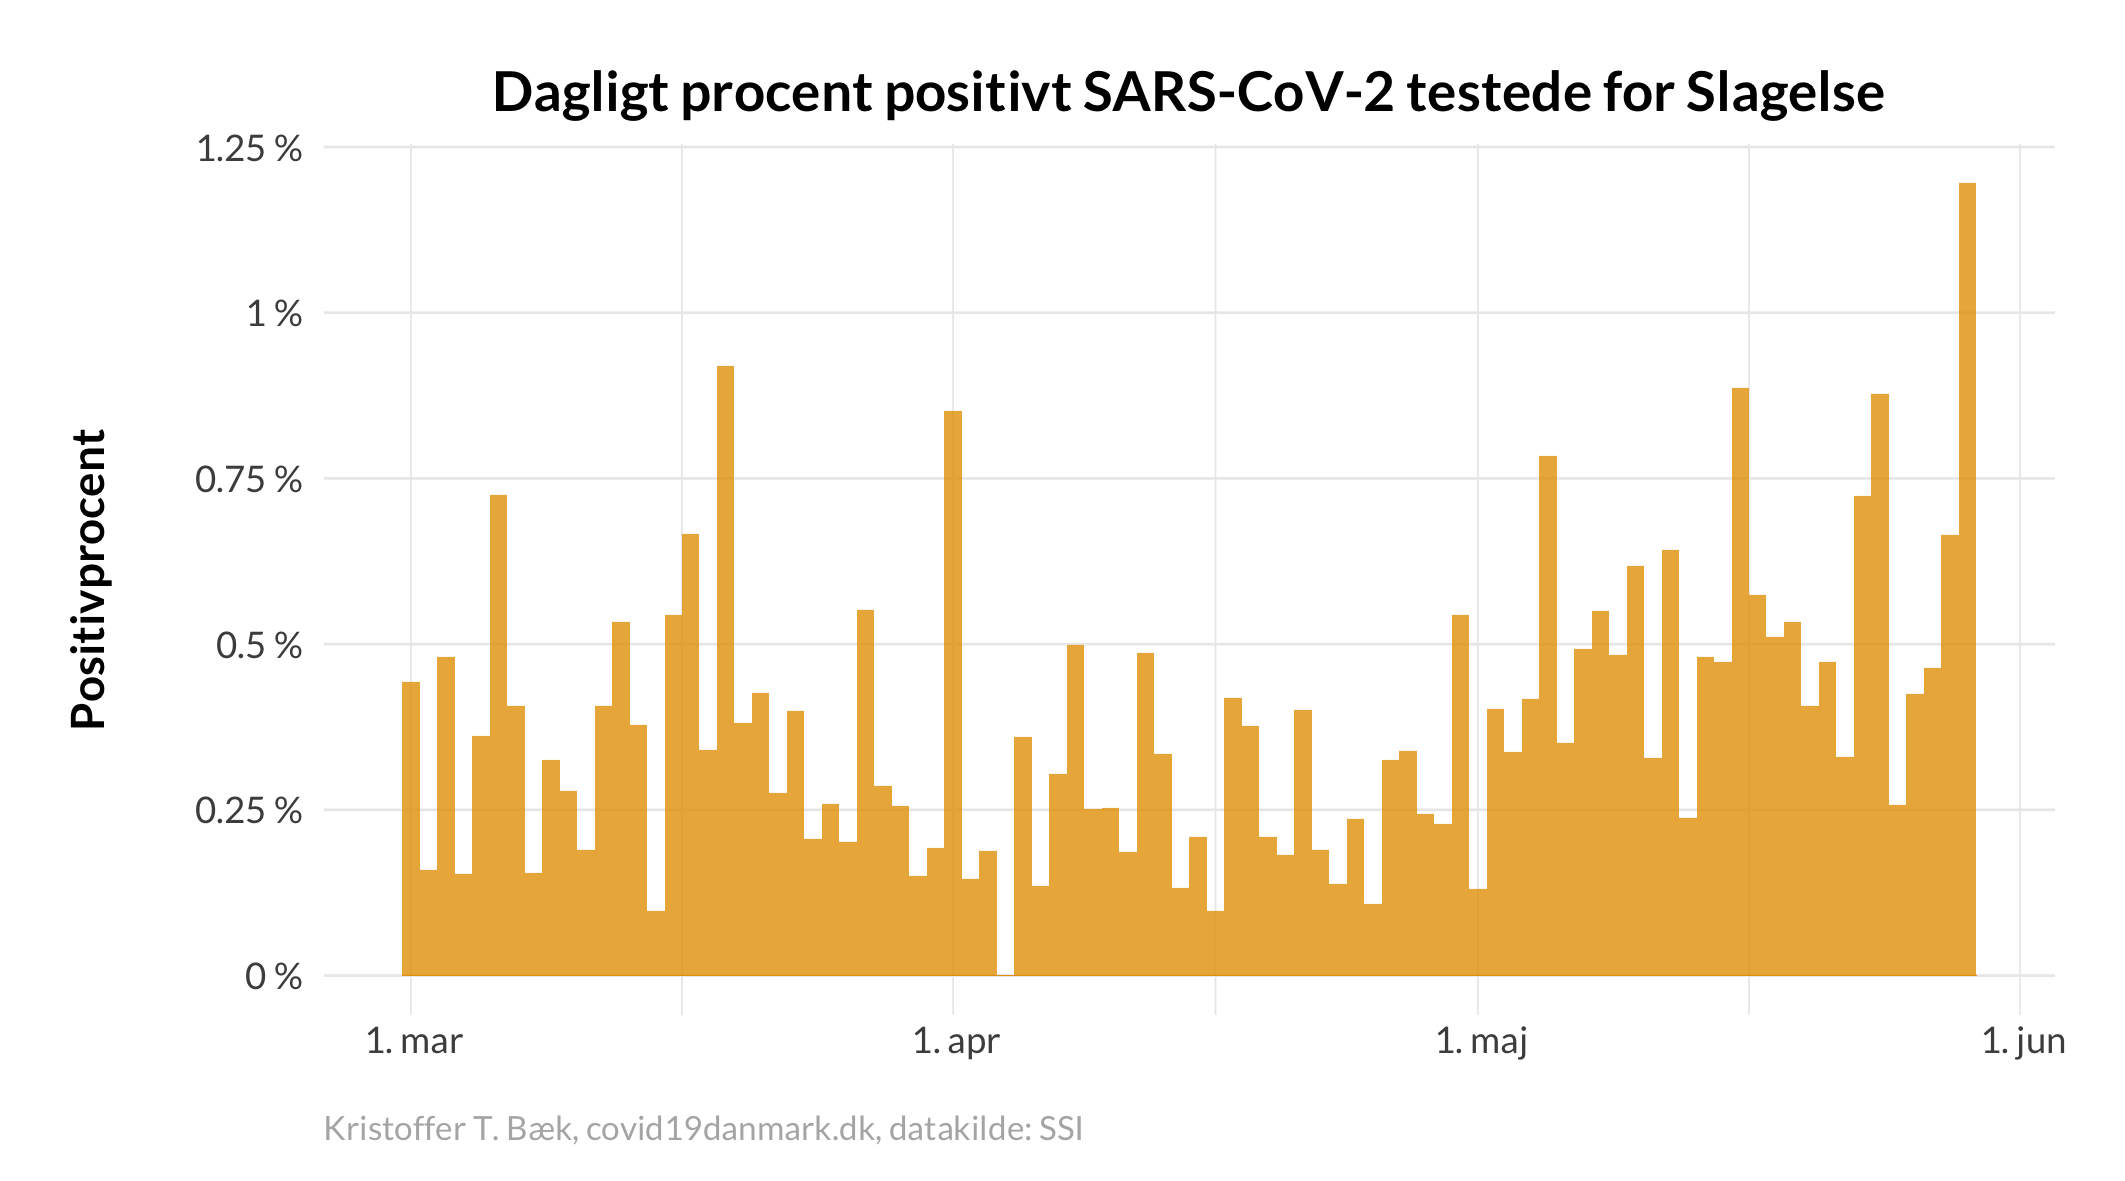 Dagligt procent positivt SARS-CoV-2 testede for Slagelse
Positivprocent
1.25 %
1 %
0.75 %
0.5 %
0.25 %
0 %
1. mar
1. apr
1. maj
1. jun
Kristoffer T. Bæk, covid19danmark.dk, datakilde: SSI